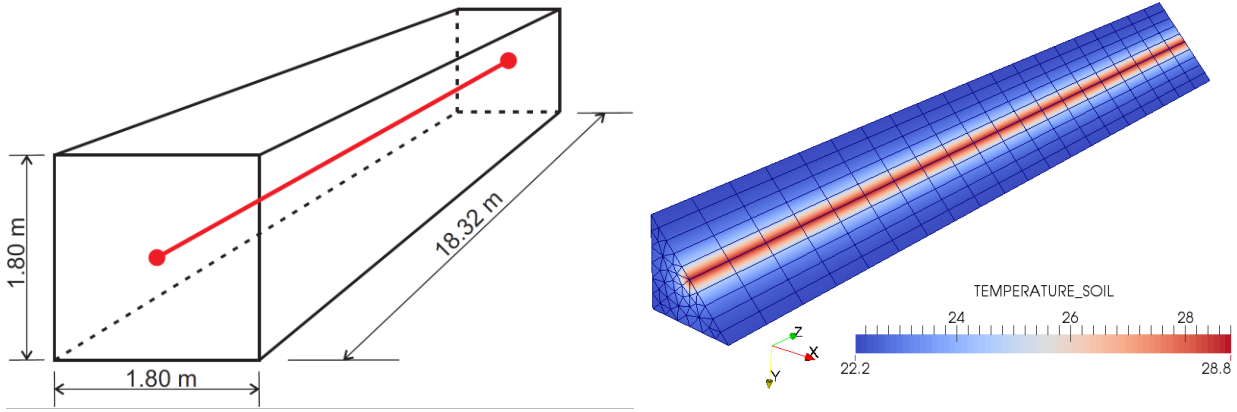 1.80 m
18.32 m
1.80 m
Z
X
Y
TEMPERATURE_SOIL
24 26 28
22.2 28.8